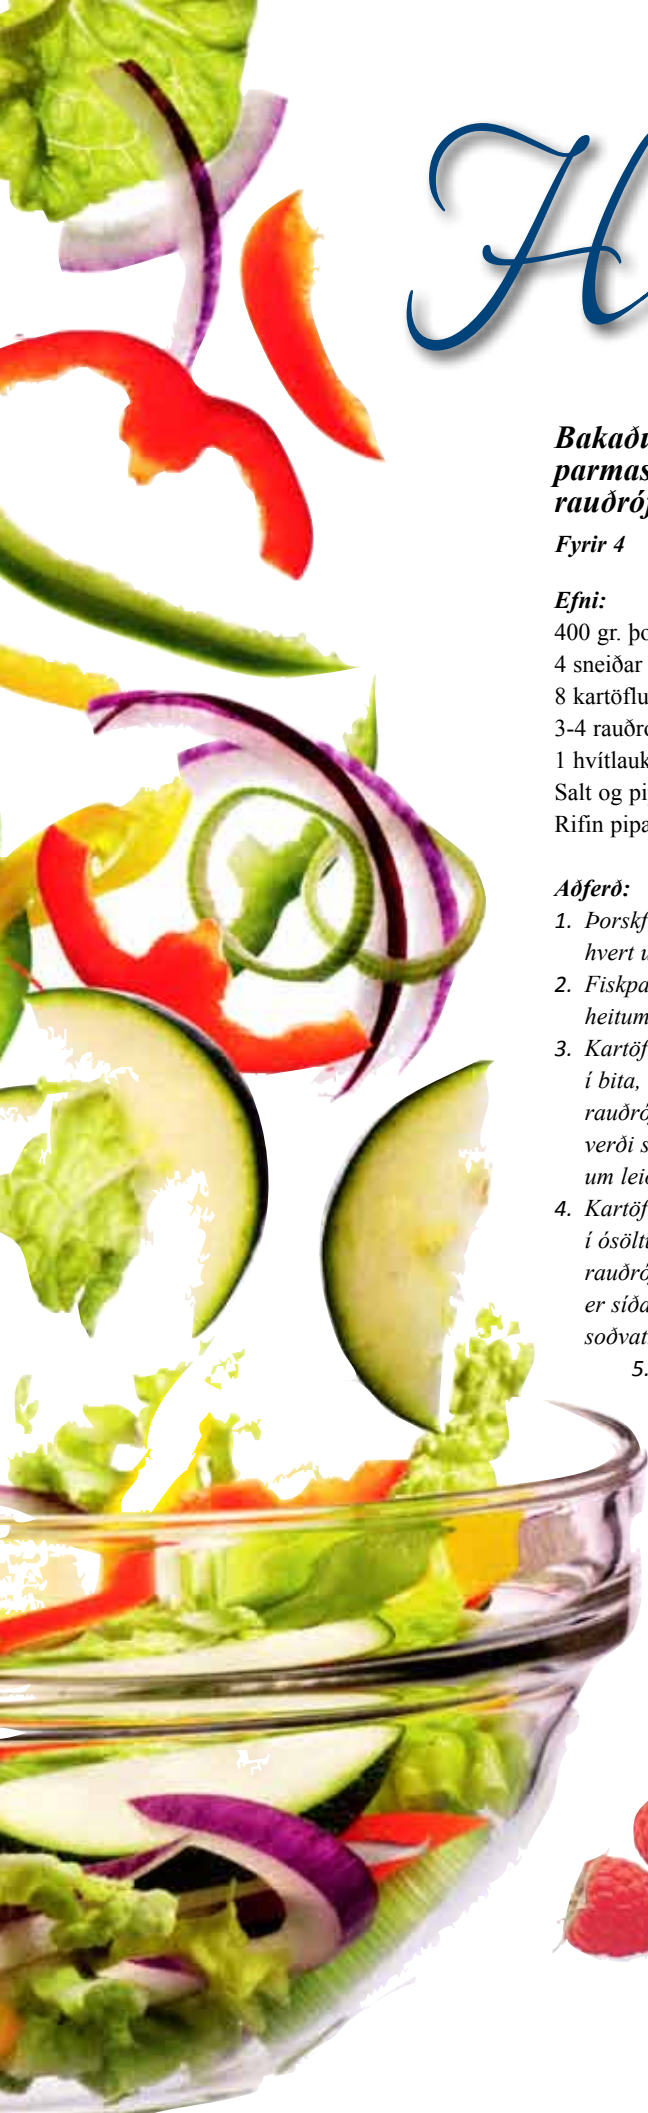 H
Bakaðu
parmas
rauðróf
Fyrir 4
Efni:
400 gr. þo
4 sneiðar
8 kartöflu
3-4 rauðró
1 hvítlauk
Salt og pi
Rifin pipa
Aðferð:
1. Þorskf
hvert u
2. Fiskpa
heitum
3. Kartöf
í bita,
rauðró
verði s
um leið
4. Kartöf
í ósöltu
rauðró
er síða
soðvat
5.